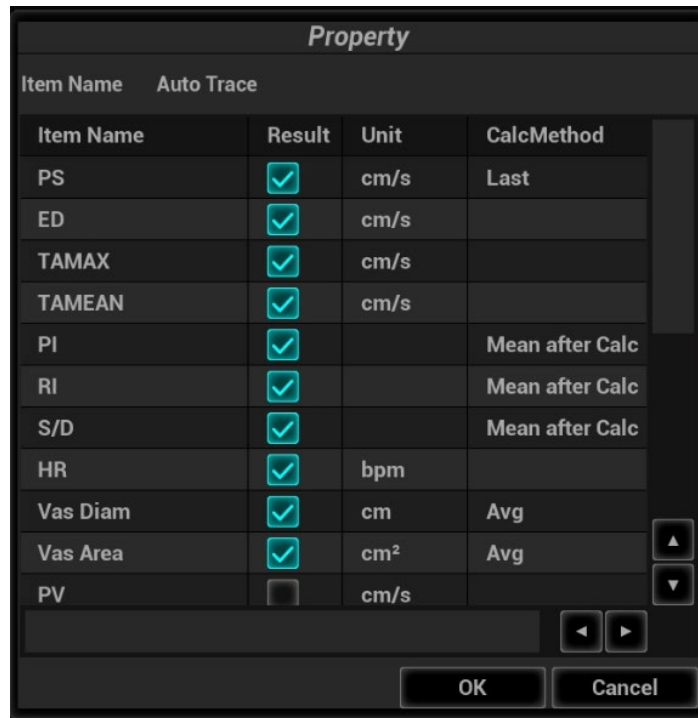 Property
Item Name Auto Trace
Item Name Result Unit CalcMethod
PS cm/s Last
ED cm/s
TAMAX cm/s
TAMEAN cm/s
PI Mean after Calc
RI Mean after Calc
S/D Mean after Calc
HR bpm
Vas Diam cm Avg
Vas Area cm² Avg
PV cm/s
OK Cancel